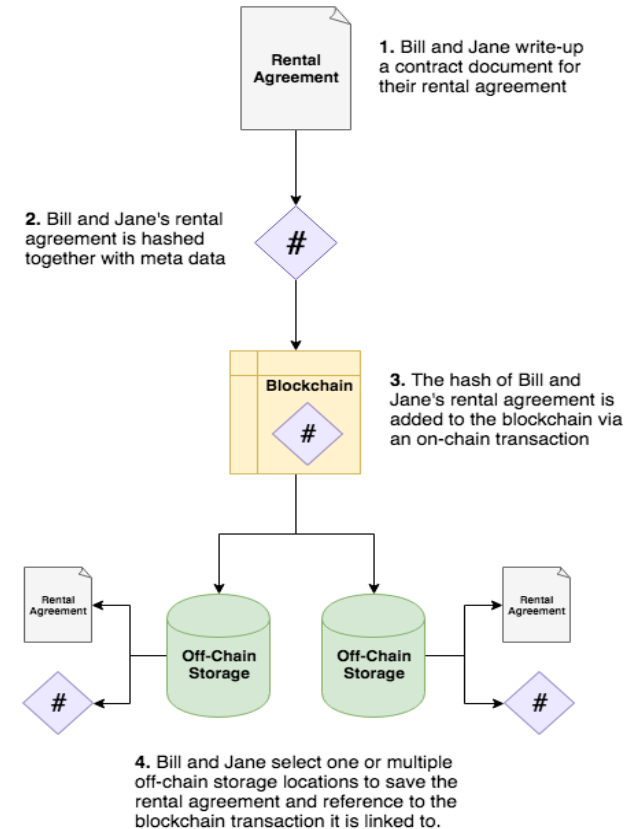 Rental
Agreement
1. Bill and Jane write-up
a contract document for
their rental agreement
2. Bill and Jane's rental
agreement is hashed
together with meta data
#
Blockchain
#
3. The hash of Bill and
Jane's rental agreement is
added to the blockchain via
an on-chain transaction
Rental
Agreement
#
Off-Chain
Storage
Off-Chain
Storage
Rental
Agreement
#
4. Bill and Jane select one or multiple
off-chain storage locations to save the
rental agreement and reference to the
blockchain transaction it is linked to.